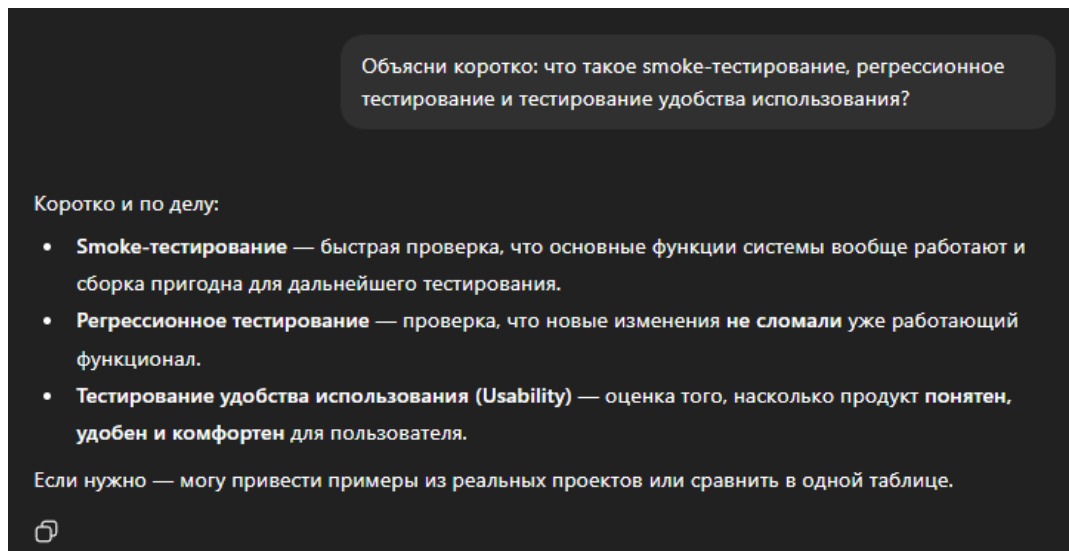 Объясни коротко: что такое smoke-тестирование, регрессионное
тестирование и тестирование удобства использования?
Коротко и по делу:
• Smoke-тестирование — быстрая проверка, что основные функции системы вообще работают и
сборка пригодна для дальнейшего тестирования.
• Регрессионное тестирование — проверка, что новые изменения не сломали уже работающий
функционал.
• Тестирование удобства использования (Usability) — оценка того, насколько продукт понятен,
удобен и комфортен для пользователя.
Если нужно — могу привести примеры из реальных проектов или сравнить в одной таблице.